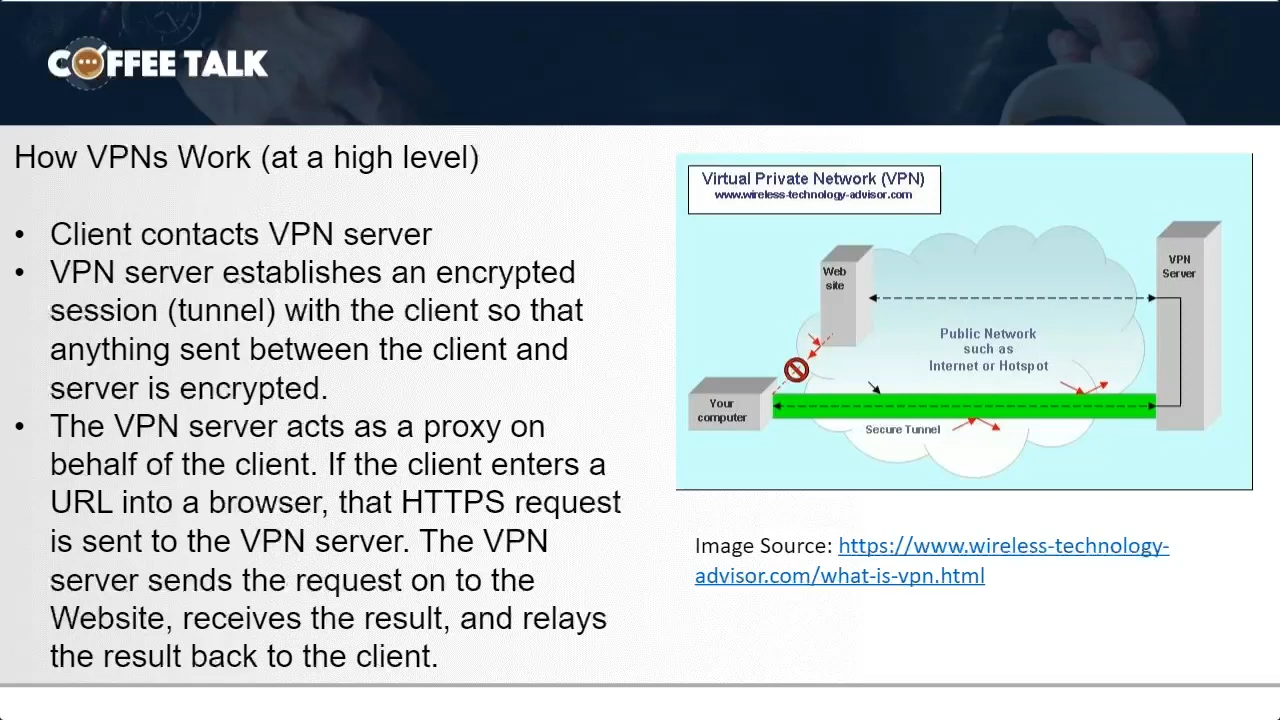 COFFEE TALK
How VPNs Work (at a high level)
• Client contacts VPN server
• VPN server establishes an encrypted
session (tunnel) with the client so that
anything sent between the client and
server is encrypted.
• The VPN server acts as a proxy on
behalf of the client. If the client enters a
URL into a browser, that HTTPS request
is sent to the VPN server. The VPN
server sends the request on to the
Website, receives the result, and relays
the result back to the client.
Virtual Private Network (VPN)
www.wireless-technology-advisor.com
Web
site
VPN
Server
Public Network
such as
Internet or Hotspot
Your
computer
Secure Tunnel
Image Source: https://www.wireless-technology-
advisor.com/what-is-vpn.html